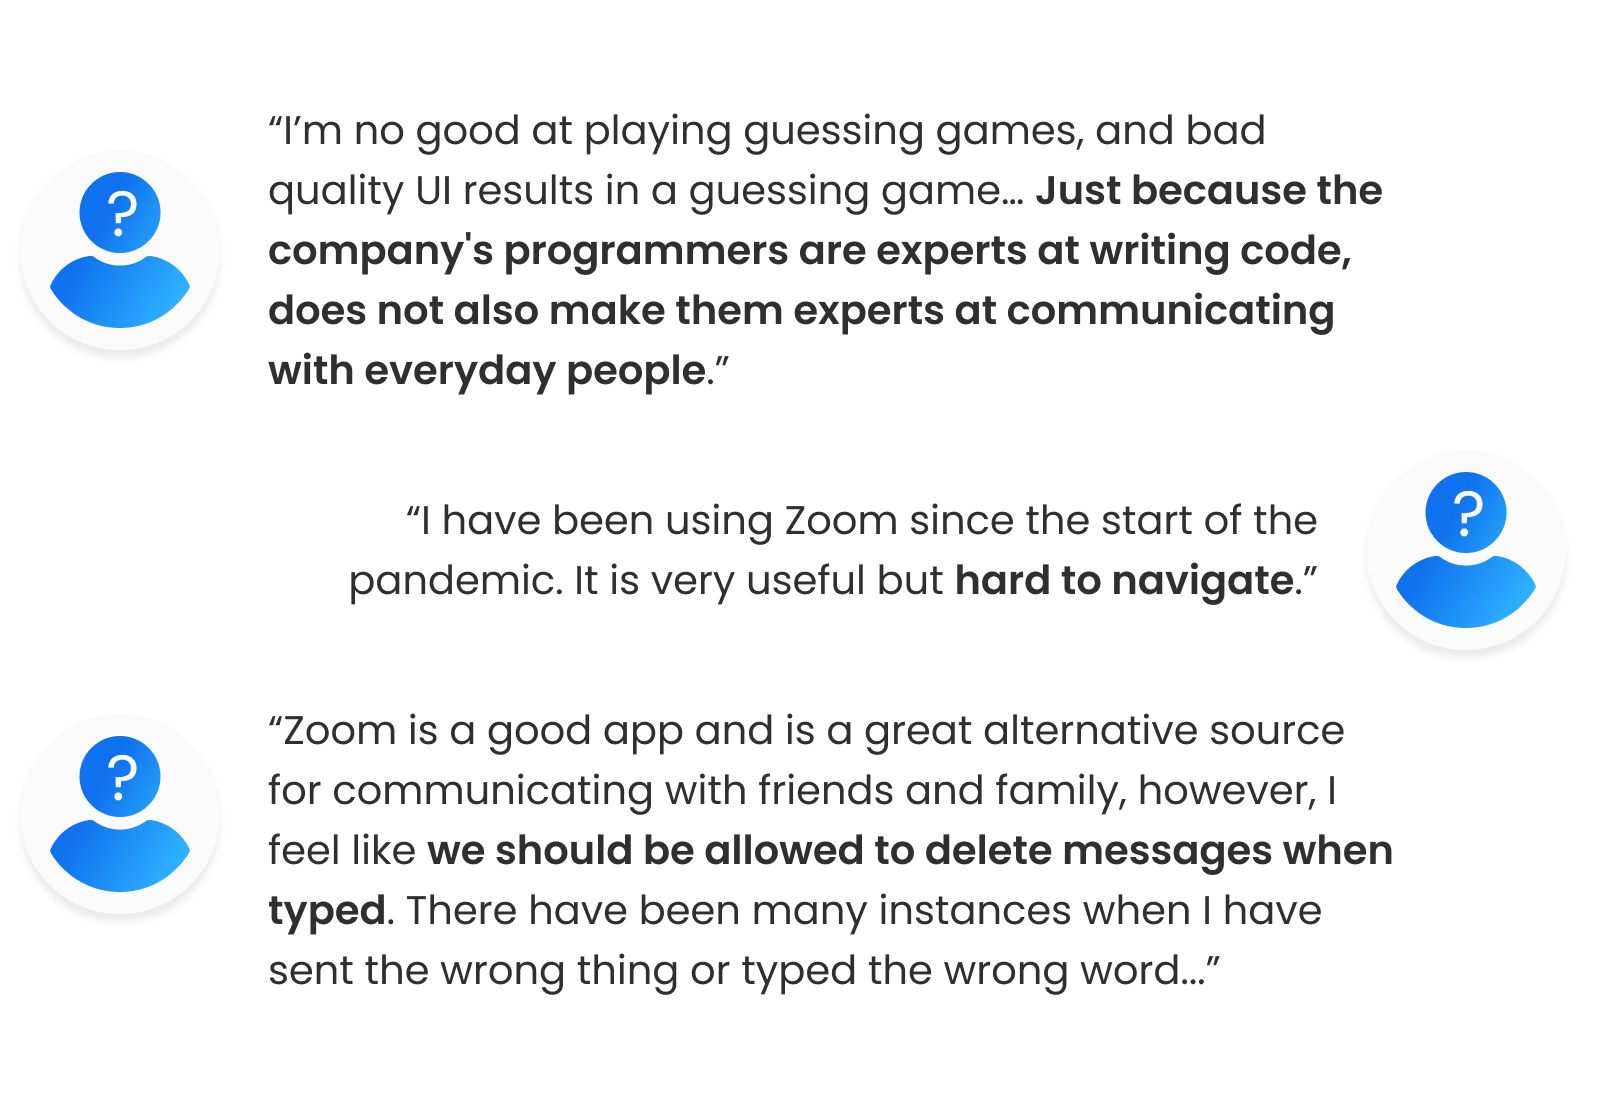 ?
“I’m no good at playing guessing games, and bad
quality UI results in a guessing game... Just because the
company's programmers are experts at writing code,
does not also make them experts at communicating
with everyday people.”
?
“I have been using Zoom since the start of the
pandemic. It is very useful but hard to navigate.”
?
“Zoom is a good app and is a great alternative source
for communicating with friends and family, however, I
feel like we should be allowed to delete messages when
typed. There have been many instances when I have
sent the wrong thing or typed the wrong word...”